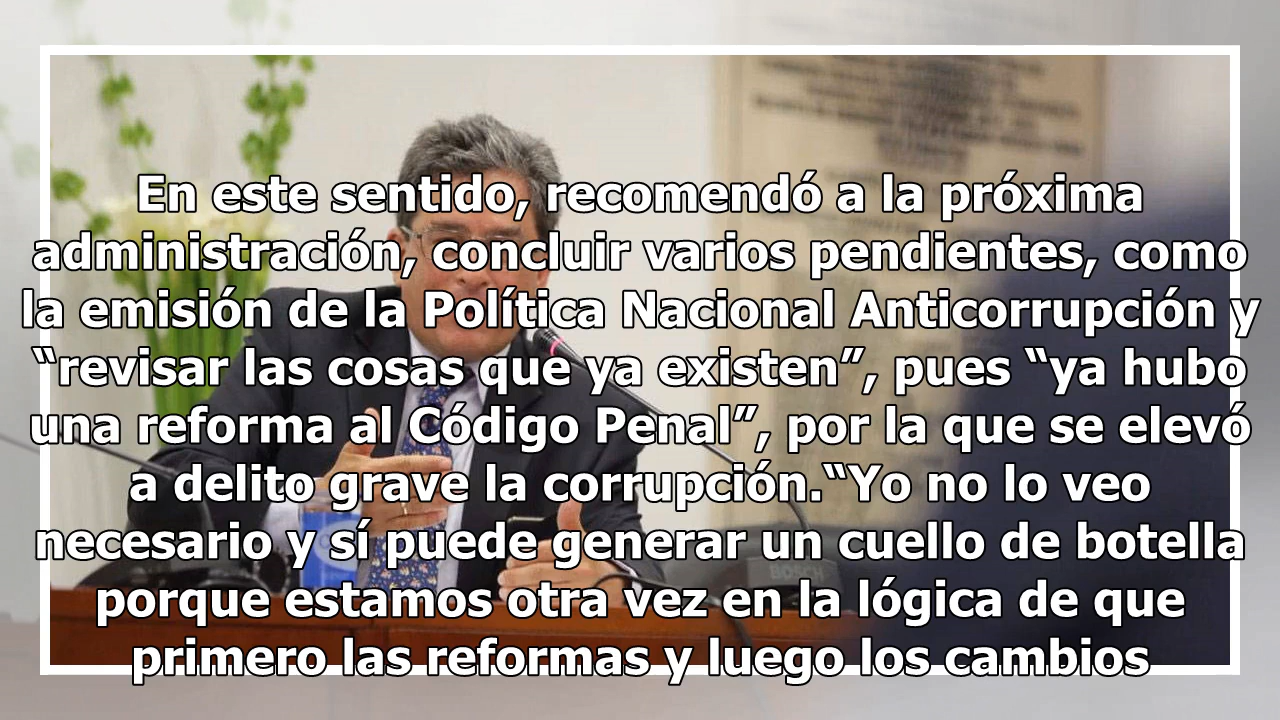 En este sentido, recomendó a la próxima
administración, concluir varios pendientes, como
la emisión de la Política Nacional Anticorrupción y
“revisar las cosas que ya existen”, pues “ya hubo
una reforma al Código Penal”, por la que se elevó
a delito grave la corrupción.“Yo no lo veo
necesario y sí puede generar un cuello de botella
porque estamos otra vez en la lógica de que
primero las reformas y luego los cambios
BOSCH